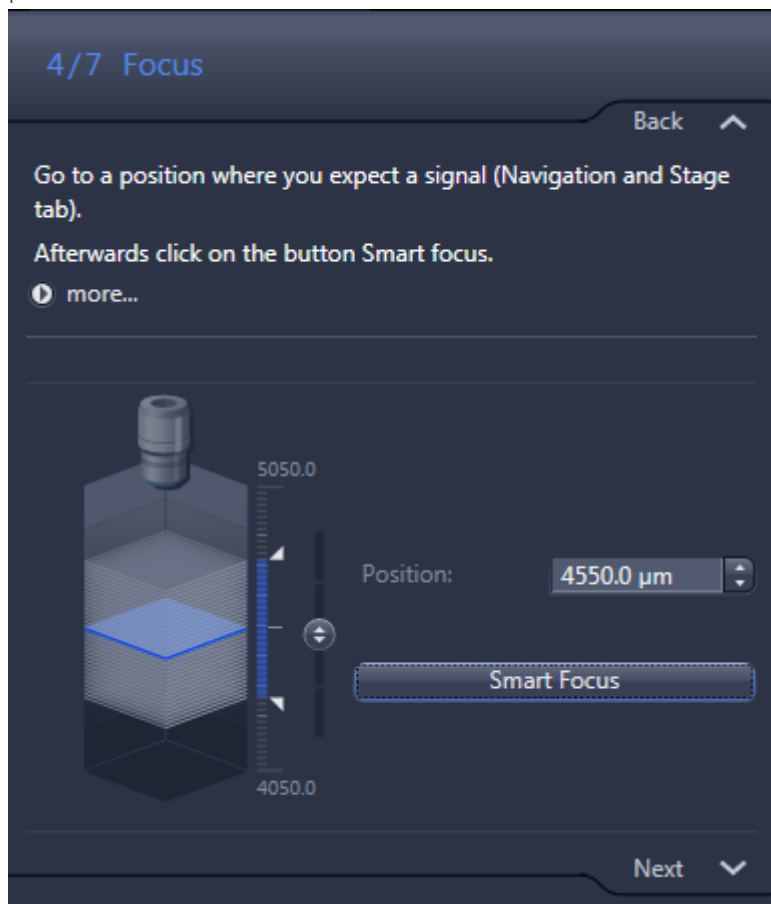 4/7 Focus
Back
Go to a position where you expect a signal (Navigation and Stage
tab).
Afterwards click on the button Smart focus.
more...
5050.0
Position:
4550.0 µm
Smart Focus
4050.0
Next